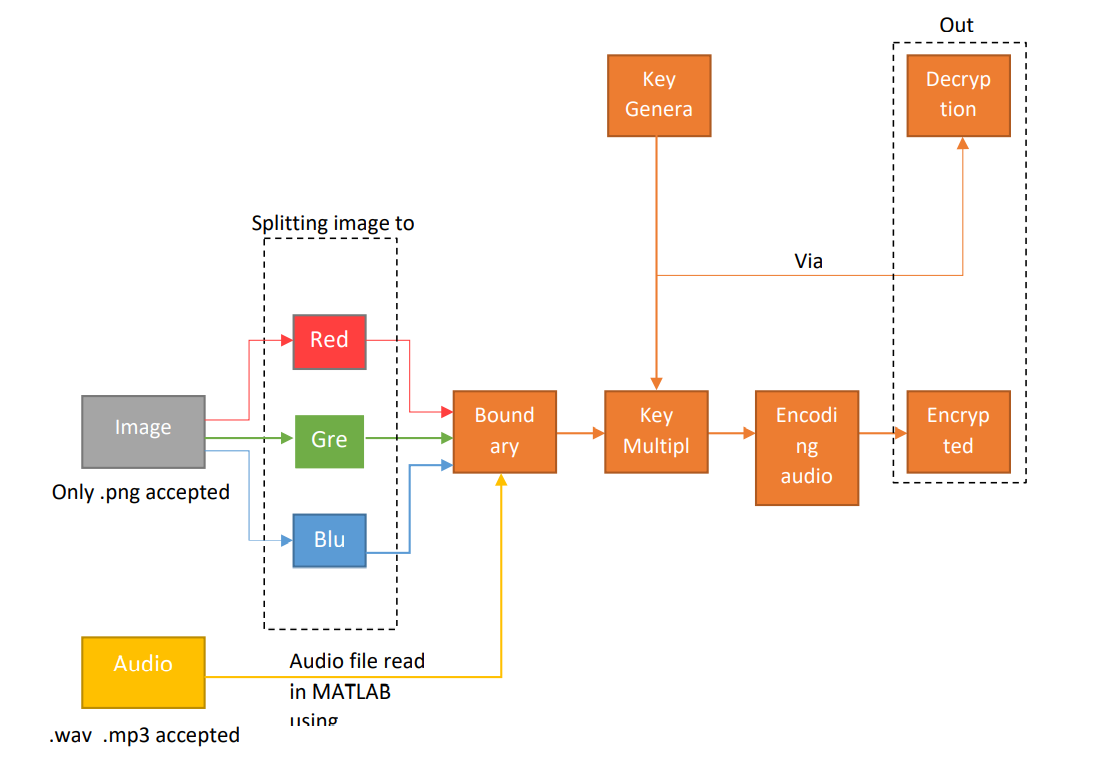 Out
Key
Genera
Decryp
tion
Splitting image to
Via
Red
Image
Gre
Bound
ary
Key
Multipl
Encodi
ng
audio
Encryp
ted
Only .png accepted
Blu
Audio
Audio file read
in MATLAB
using
.wav .mp3 accepted